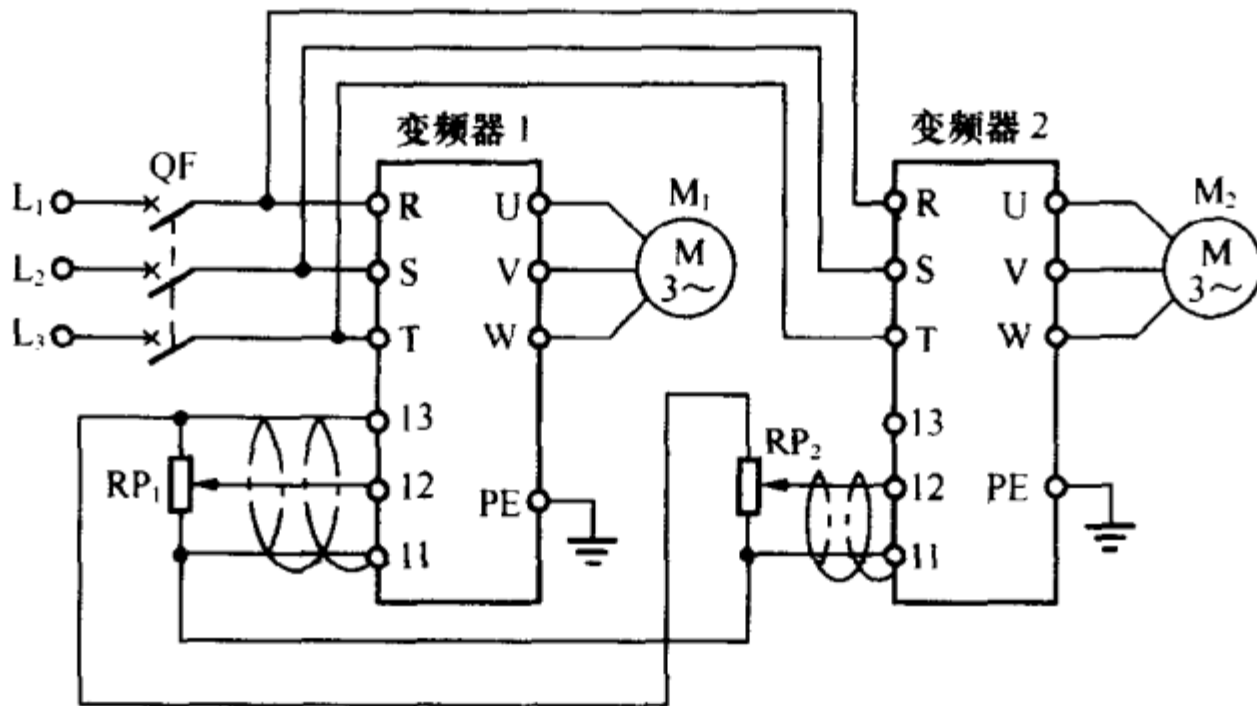 变频器 1
变频器 2
QF
L₁
L₂
L₃
R
S
T
U
V
W
M₁
M
3～
R
S
T
U
V
W
M₂
M
3～
13
12
11
RP₁
PE
RP₂
13
12
11
PE